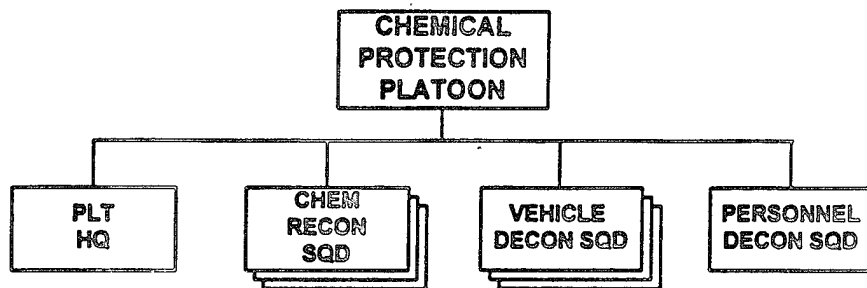 CHEMICAL
PROTECTION
PLATOON
PLT
HQ
CHEM
RECON
SQD
VEHICLE
DECON SQD
PERSONNEL
DECON SQD